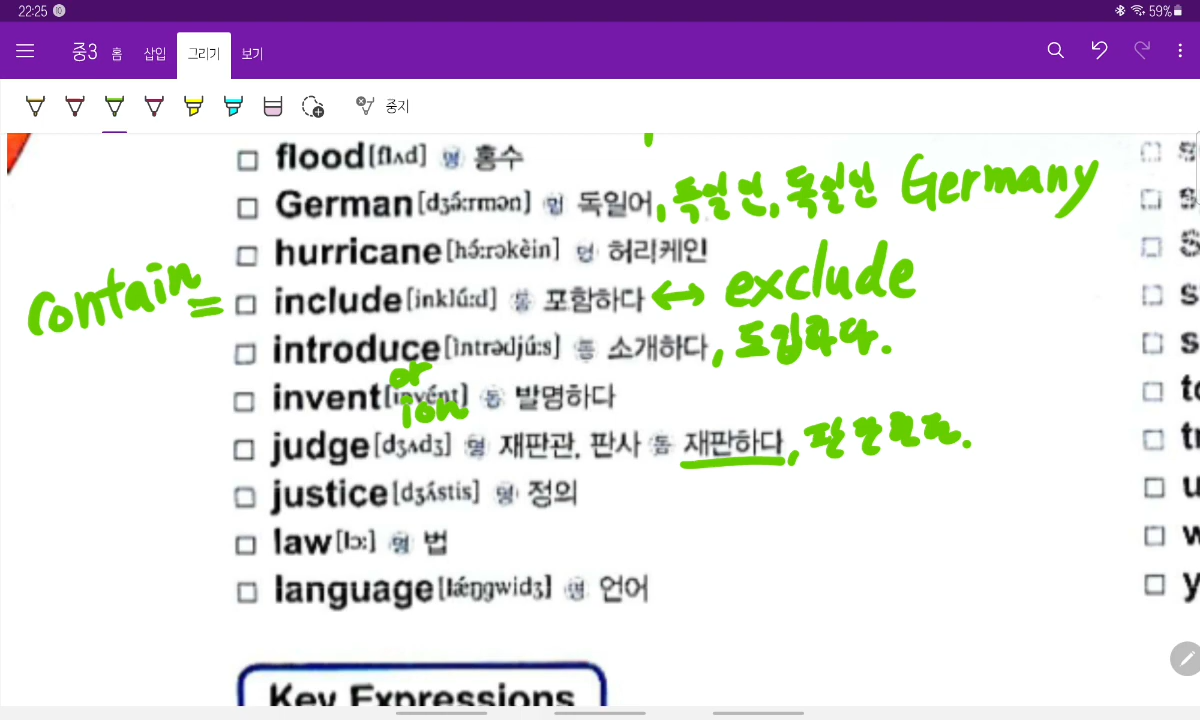 22:25 59%
중3 홈 삽입 그리기 보기
중지
flood [flʌd] 명 홍수
German [dʒə́ːrmən] 명 독일어, 독일인, 독일인 Germany
hurricane [hə́ːrəkèin] 명 허리케인
contain = include [inklúːd] 동 포함하다 ↔ exclude
introduce [ìntrədjúːs] 동 소개하다, 도입하다.
or
invent [invént] 동 발명하다
ion
judge [dʒʌdʒ] 명 재판관, 판사 동 재판하다, 판단한다.
justice [dʒʌ́stis] 명 정의
law [lɔː] 명 법
language [lǽŋgwidʒ] 명 언어
Key Expressions